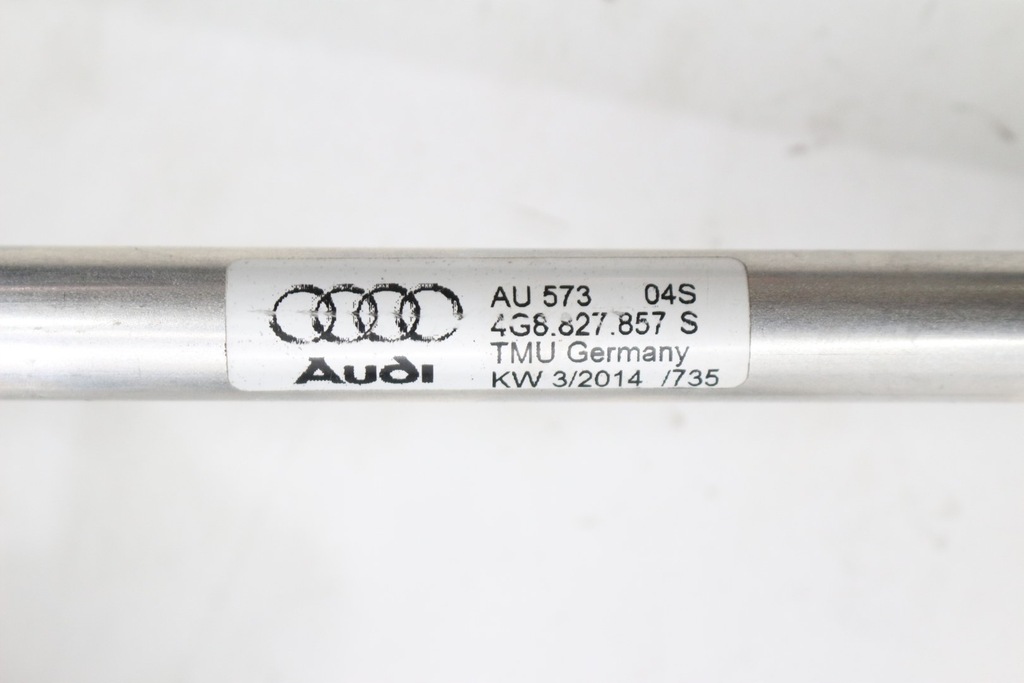 Audi
AU 573 04S
4G8.827.857 S
TMU Germany
KW 3/2014 /735